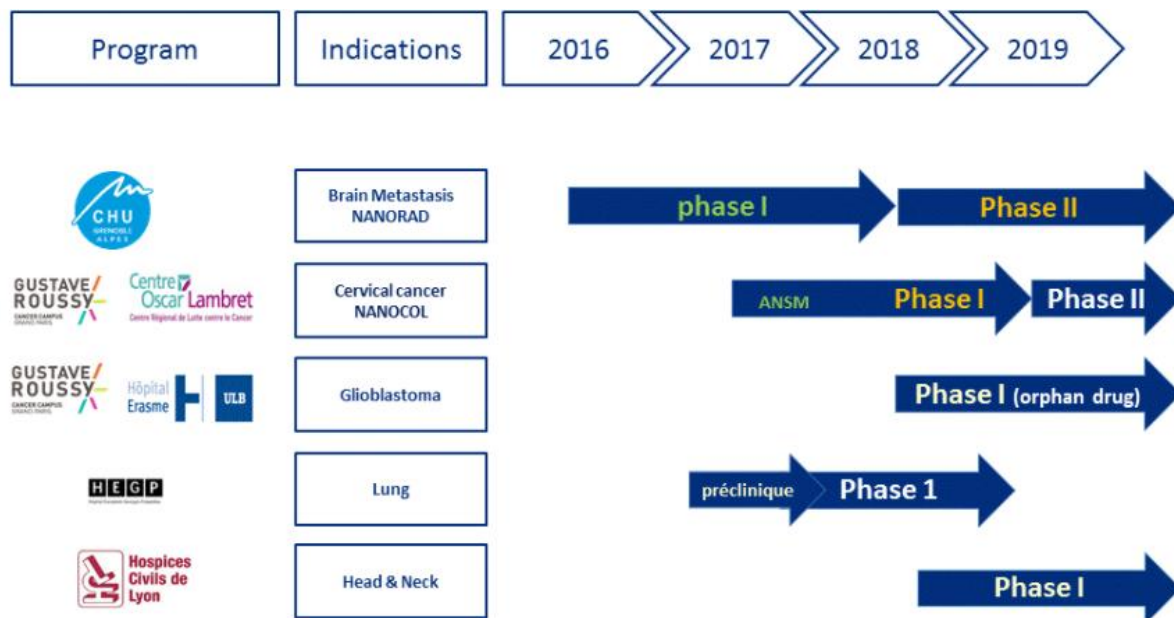 Program
Indications
2016
2017
2018
2019
CHU
GRENOBLE
ALPES
Brain Metastasis
NANORAD
phase I
Phase II
GUSTAVE
ROUSSY
CANCER CAMPUS
GRAND PARIS
Centre
Oscar Lambret
Centre Régional de Lutte contre le Cancer
Cervical cancer
NANOCOL
ANSM
Phase I
Phase II
GUSTAVE
ROUSSY
CANCER CAMPUS
GRAND PARIS
Hôpital
Erasme
ULB
Glioblastoma
Phase I (orphan drug)
HEGP
Lung
préclinique
Phase 1
Hospices
Civils de
Lyon
Head & Neck
Phase I